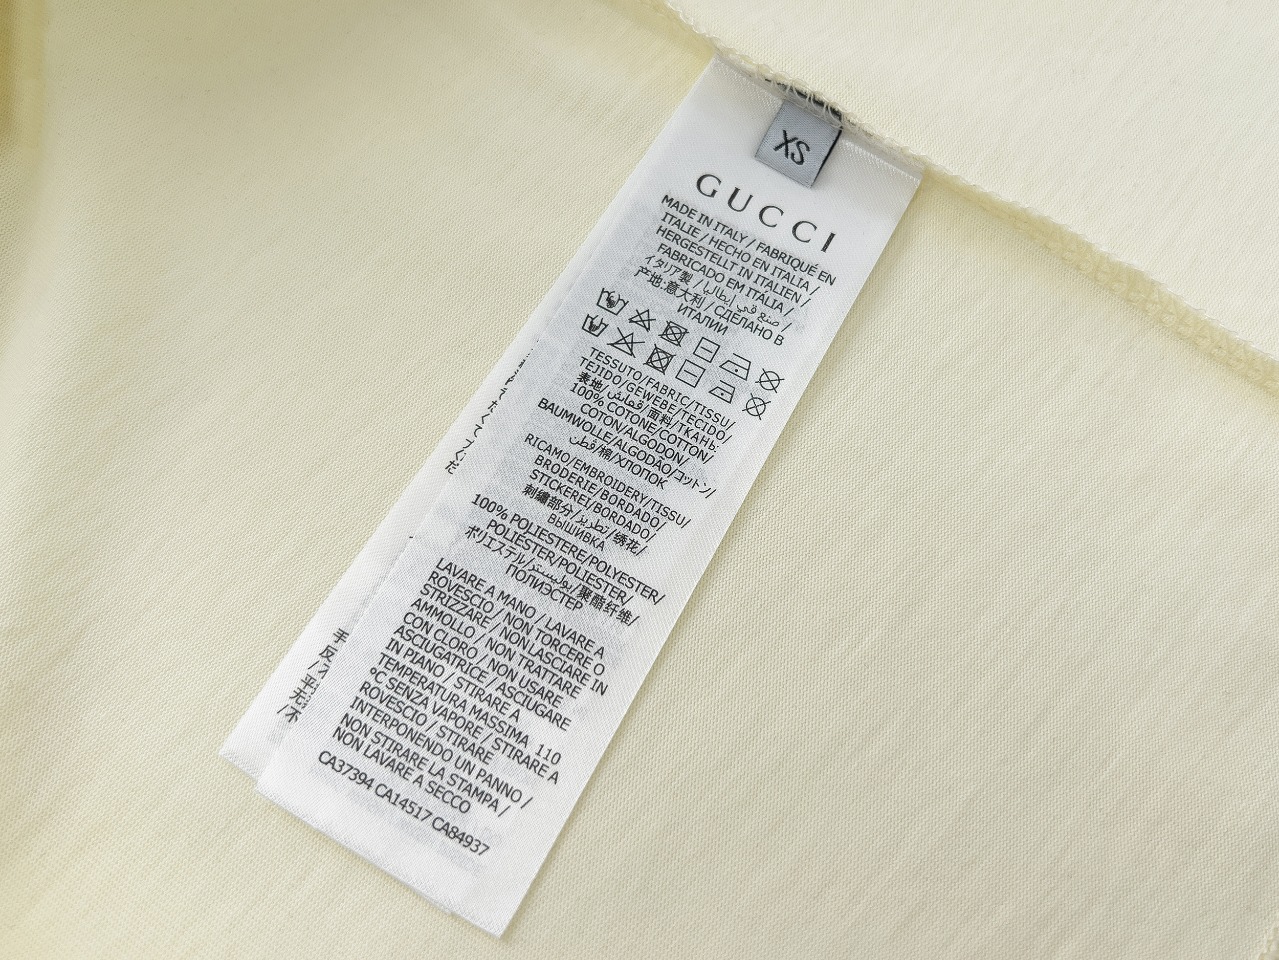 XS
GUCCI
MADE IN ITALY / FABRIQUÉ EN
ITALIE / HECHO EN ITALIA /
HERGESTELLT IN ITALIEN /
FABRICADO EM ITÁLIA /
イタリア製 / صنع في إيطاليا /
产地:意大利 / СДЕЛАНО В
ИТАЛИИ
TESSUTO/FABRIC/TISSU/
TEJIDO/GEWEBE/TECIDO/
表地/قماش/面料/ТКАНЬ:
100% COTONE/COTTON/
COTON/ALGODON/
BAUMWOLLE/ALGODÃO/コットン/
قطن/棉/ХЛОПОК
RICAMO/EMBROIDERY/TISSU/
BRODERIE/BORDADO/
STICKEREI/BORDADO/
刺繍部分/تطريز/绣花/
ВЫШИВКА
100% POLIESTERE/POLYESTER/
POLIÉSTER/POLIESTER/
ポリエステル/بوليستر/聚酯纤维/
ПОЛИЭСТЕР
LAVARE A MANO / LAVARE A
ROVESCIO / NON TORCERE O
STRIZZARE / NON LASCIARE IN
AMMOLLO / NON TRATTARE
CON CLORO / NON USARE
ASCIUGATRICE / ASCIUGARE
IN PIANO / STIRARE A
TEMPERATURA MASSIMA 110
°C SENZA VAPORE / STIRARE A
ROVESCIO / STIRARE
INTERPONENDO UN PANNO /
NON STIRARE LA STAMPA /
NON LAVARE A SECCO
CA37394 CA14517 CA84937